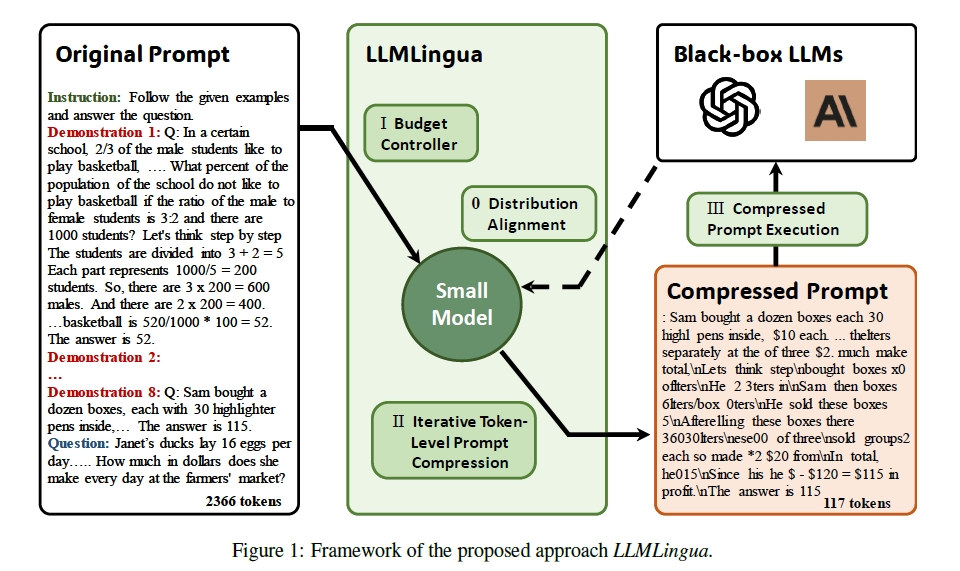 Original Prompt
Instruction: Follow the given examples
and answer the question.
Demonstration 1: Q: In a certain
school, 2/3 of the male students like to
play basketball, …. What percent of the
population of the school do not like to
play basketball if the ratio of the male to
female students is 3:2 and there are
1000 students? Let's think step by step
The students are divided into 3 + 2 = 5
Each part represents 1000/5 = 200
students. So, there are 3 x 200 = 600
males. And there are 2 x 200 = 400.
…basketball is 520/1000 * 100 = 52.
The answer is 52.
Demonstration 2:
…
Demonstration 8: Q: Sam bought a
dozen boxes, each with 30 highlighter
pens inside,… The answer is 115.
Question: Janet's ducks lay 16 eggs per
day….. How much in dollars does she
make every day at the farmers' market?
2366 tokens
LLMLingua
I Budget
Controller
0 Distribution
Alignment
Small
Model
II Iterative Token-
Level Prompt
Compression
Black-box LLMs
III Compressed
Prompt Execution
Compressed Prompt
: Sam bought a dozen boxes each 30
highl pens inside, $10 each. ... thelters
separately at the of three $2. much make
total,\nLets think step\nbought boxes x0
oflters\nHe 2 3ters in\nSam then boxes
6lters/box 0ters\nHe sold these boxes
5\nAfterelling these boxes there
36030lters\nese00 of three\nsold groups2
each so made *2 $20 from\nIn total,
he015\nSince his he $ - $120 = $115 in
profit.\nThe answer is 115
117 tokens
Figure 1: Framework of the proposed approach LLMLingua.